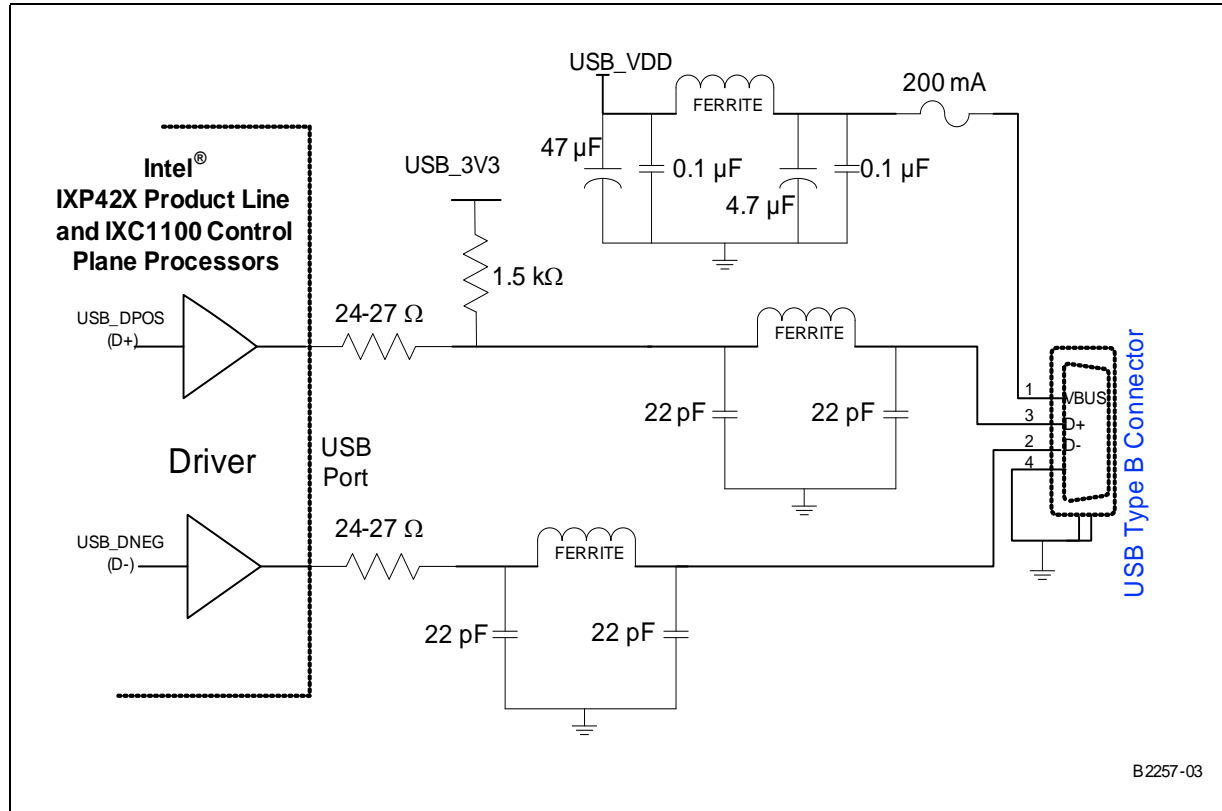 USB_VDD
FERRITE
200 mA
47 µF
0.1 µF
4.7 µF
0.1 µF
Intel®
IXP42X Product Line
and IXC1100 Control
Plane Processors
USB_3V3
1.5 kΩ
USB_DPOS
(D+)
24-27 Ω
FERRITE
22 pF
22 pF
1
VBUS
3
D+
2
D-
4
USB Type B Connector
Driver
USB
Port
USB_DNEG
(D-)
24-27 Ω
FERRITE
22 pF
22 pF
B2257-03